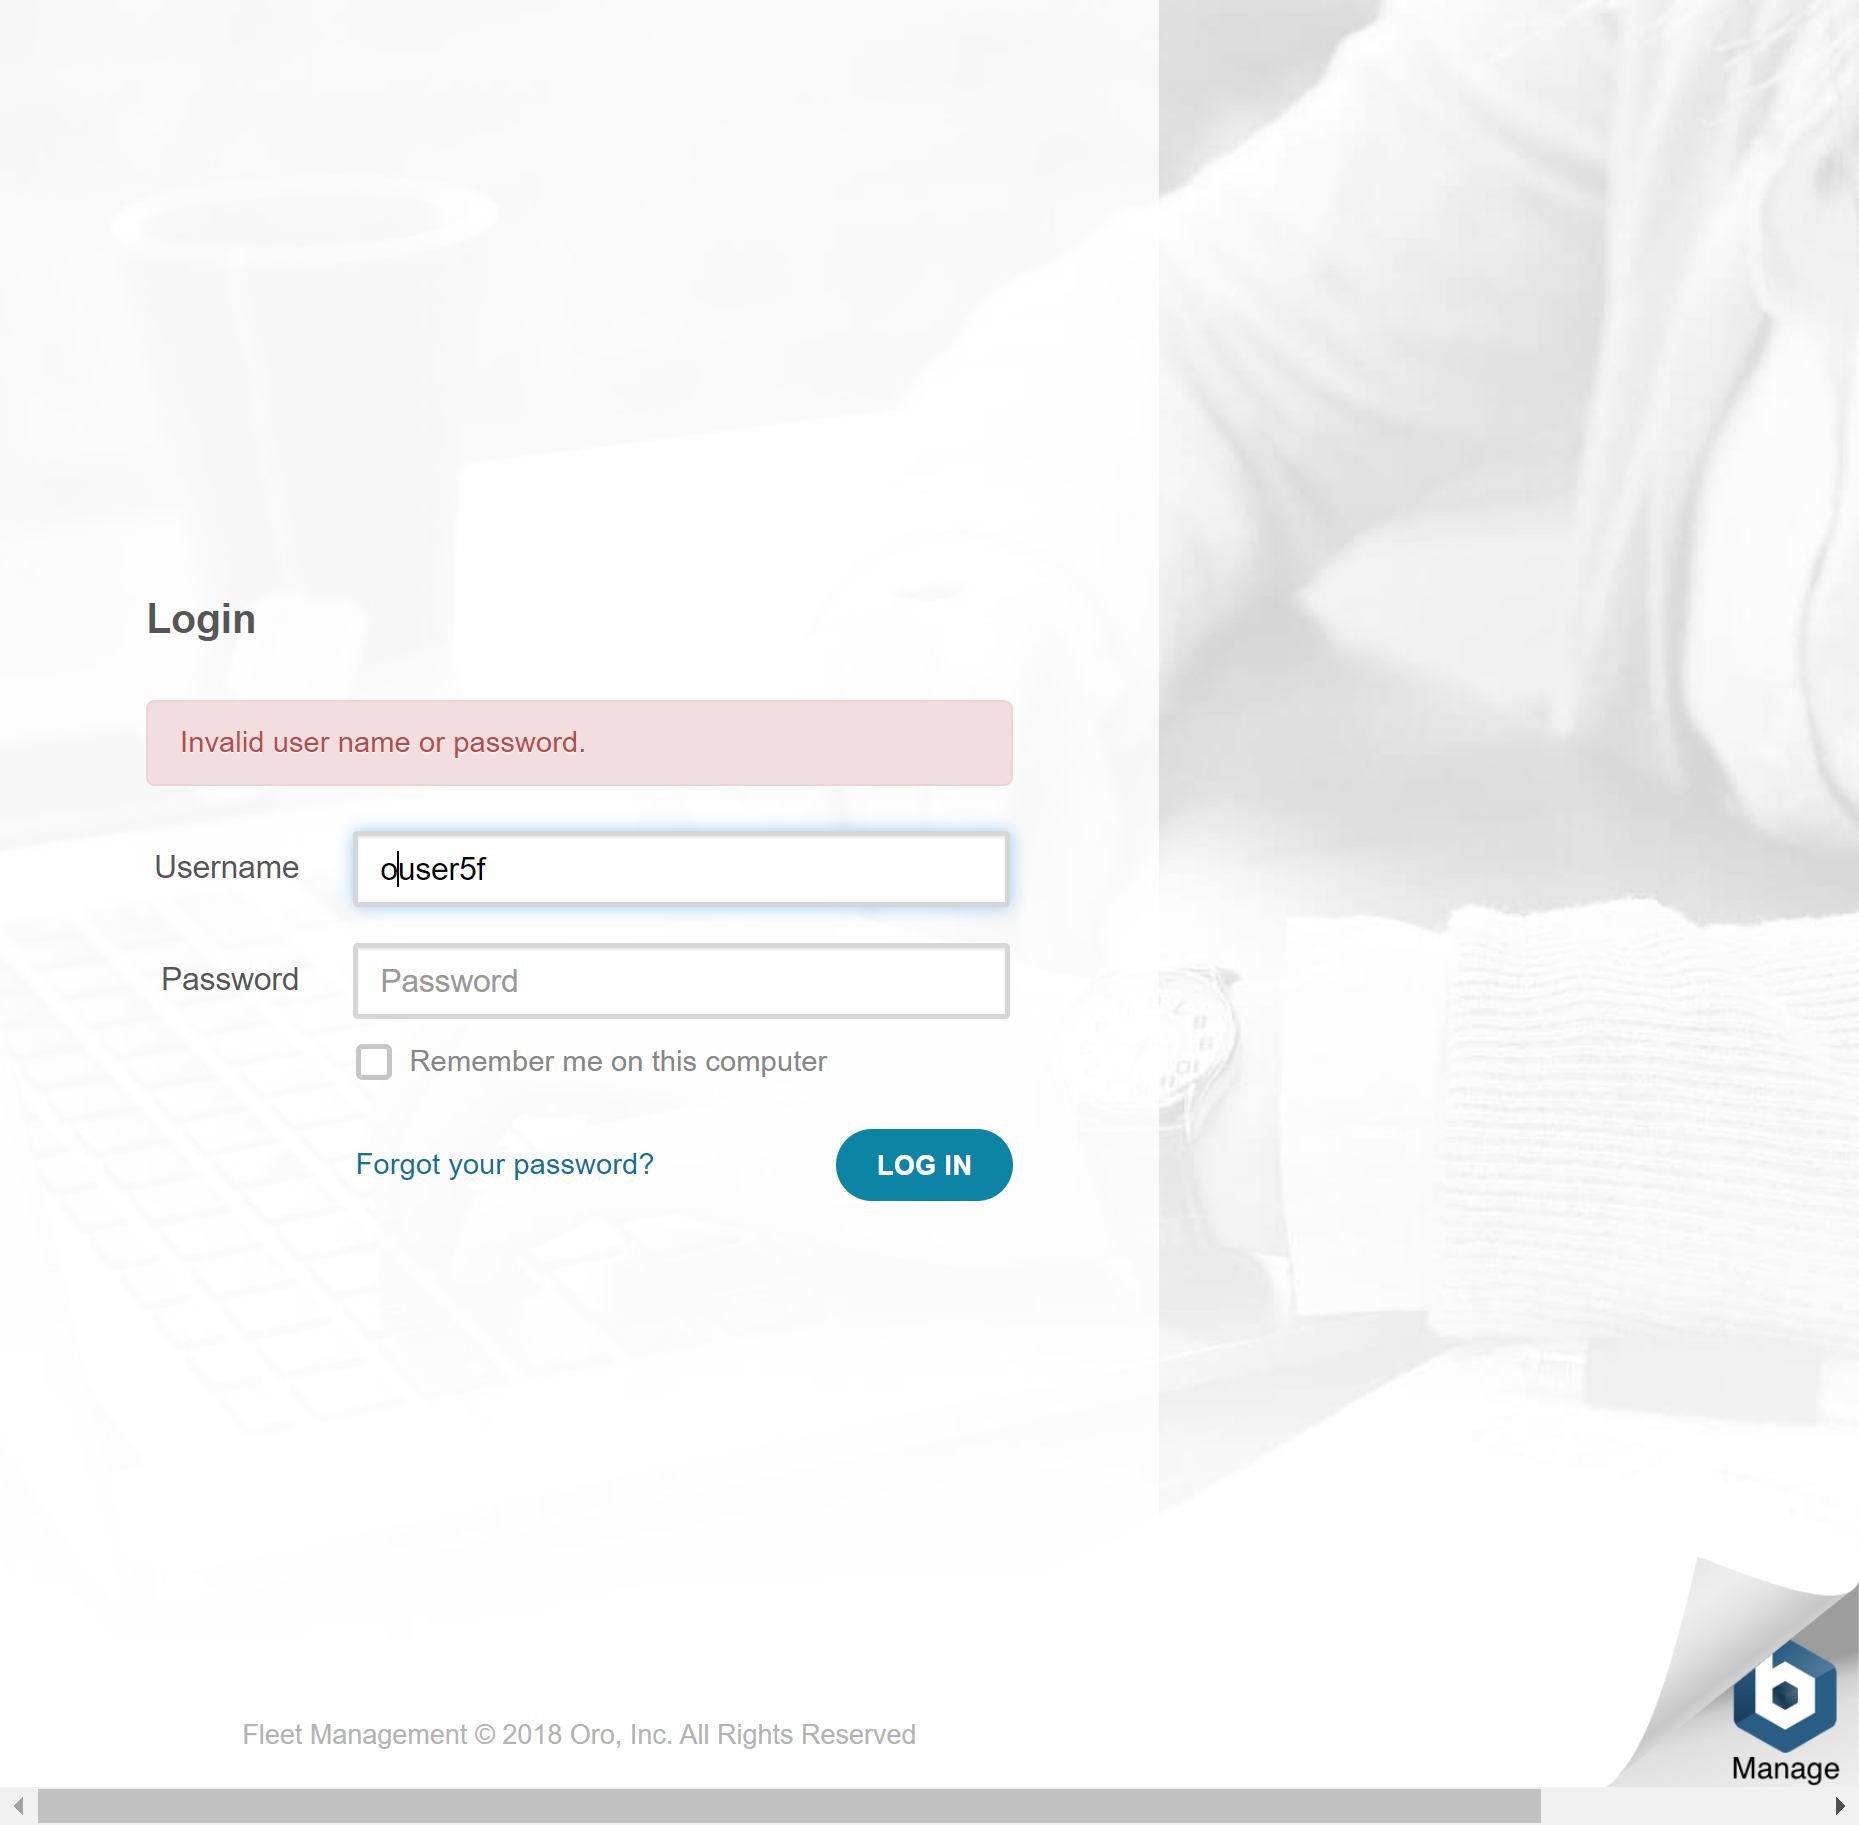 Login
Invalid user name or password.
Username
ouser5f
Password
Password
Remember me on this computer
Forgot your password?
LOG IN
Fleet Management © 2018 Oro, Inc. All Rights Reserved
Manage